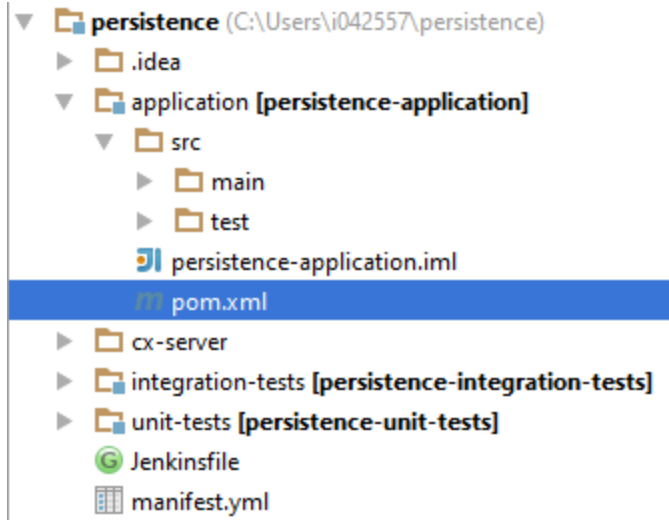 persistence (C:\Users\i042557\persistence)
.idea
application [persistence-application]
src
main
test
persistence-application.iml
pom.xml
cx-server
integration-tests [persistence-integration-tests]
unit-tests [persistence-unit-tests]
Jenkinsfile
manifest.yml